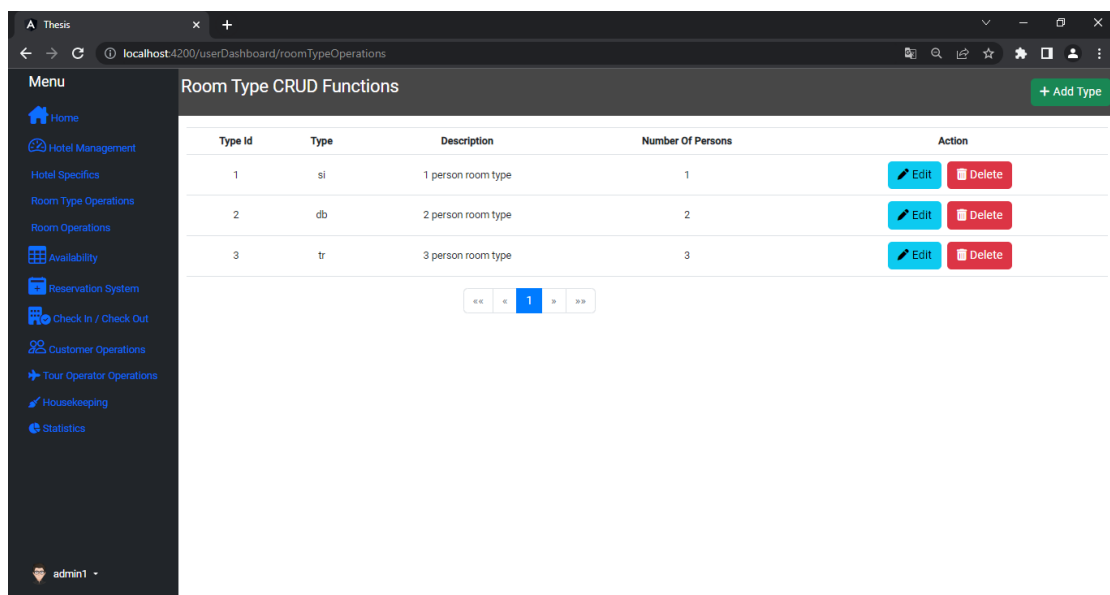 Thesis
localhost:4200/userDashboard/roomTypeOperations
Menu
Home
Hotel Management
Hotel Specifics
Room Type Operations
Room Operations
Availability
Reservation System
Check In / Check Out
Customer Operations
Tour Operator Operations
Housekeeping
Statistics
admin1
Room Type CRUD Functions
+ Add Type
Type Id Type Description Number Of Persons Action
1 si 1 person room type 1 Edit Delete
2 db 2 person room type 2 Edit Delete
3 tr 3 person room type 3 Edit Delete
«« « 1 » »»